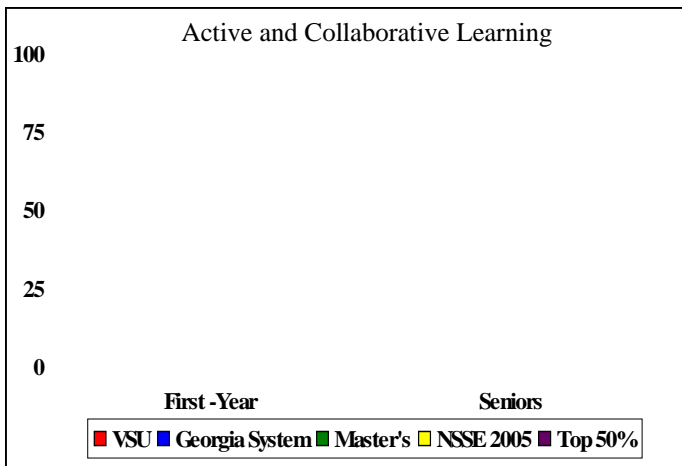 Active and Collaborative Learning
100
75
50
25
0
First -Year Seniors
VSU Georgia System Master's NSSE 2005 Top 50%